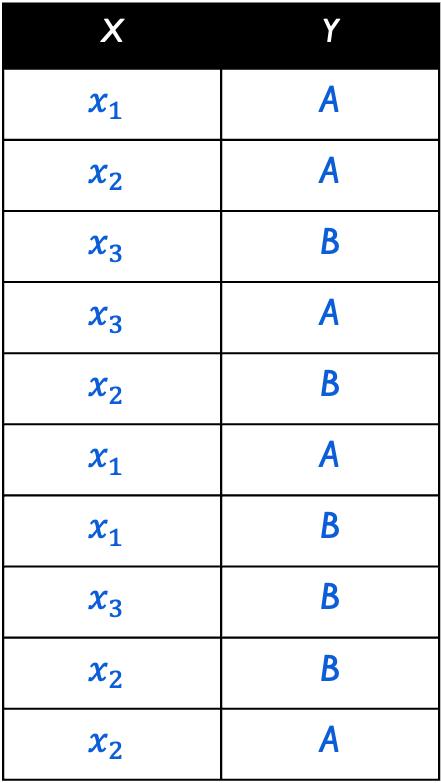 X Y
x₁ A
x₂ A
x₃ B
x₃ A
x₂ B
x₁ A
x₁ B
x₃ B
x₂ B
x₂ A